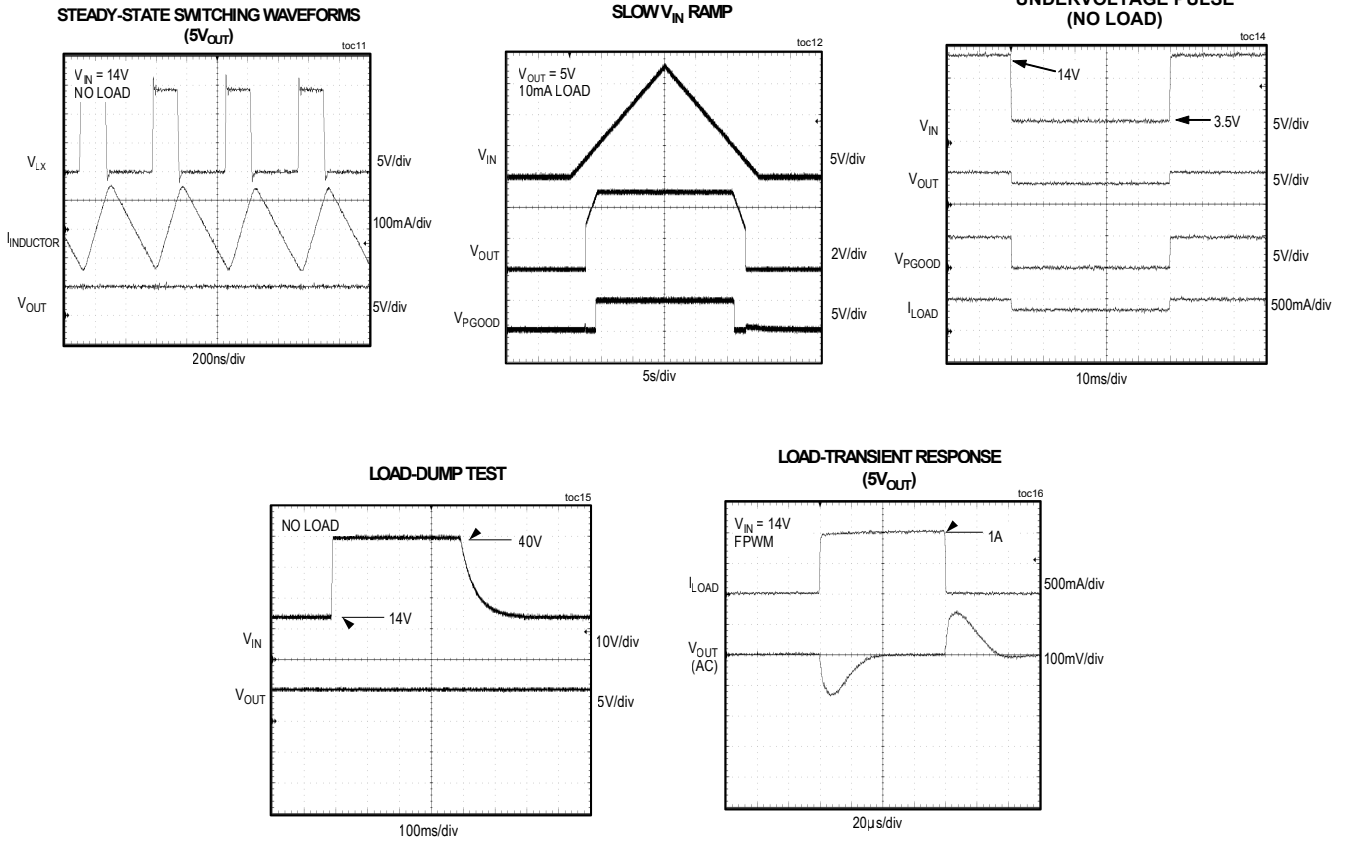 STEADY-STATE SWITCHING WAVEFORMS
(5VOUT)
toc11
VIN = 14V
NO LOAD
VLX
5V/div
IINDUCTOR
100mA/div
VOUT
5V/div
200ns/div
SLOW VIN RAMP
toc12
VOUT = 5V
10mA LOAD
VIN
5V/div
VOUT
2V/div
VPGOOD
5V/div
5s/div
UNDERVOLTAGE PULSE
(NO LOAD)
toc14
14V
3.5V
VIN
5V/div
VOUT
5V/div
VPGOOD
5V/div
ILOAD
500mA/div
10ms/div
LOAD-DUMP TEST
toc15
NO LOAD
40V
14V
VIN
10V/div
VOUT
5V/div
100ms/div
LOAD-TRANSIENT RESPONSE
(5VOUT)
toc16
VIN = 14V
FPWM
1A
ILOAD
500mA/div
VOUT
(AC)
100mV/div
20µs/div